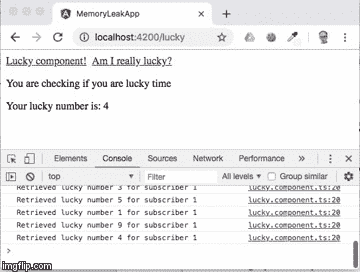 MemoryLeakApp
localhost:4200/lucky
Lucky component! Am I really lucky?
You are checking if you are lucky time
Your lucky number is: 4
Elements Console Sources Network Performance
top Filter All levels Group similar
Retrieved lucky number 3 for subscriber 1 lucky.component.ts:20
Retrieved lucky number 5 for subscriber 1 lucky.component.ts:20
Retrieved lucky number 1 for subscriber 1 lucky.component.ts:20
Retrieved lucky number 9 for subscriber 1 lucky.component.ts:20
Retrieved lucky number 4 for subscriber 1 lucky.component.ts:20
imgflip.com